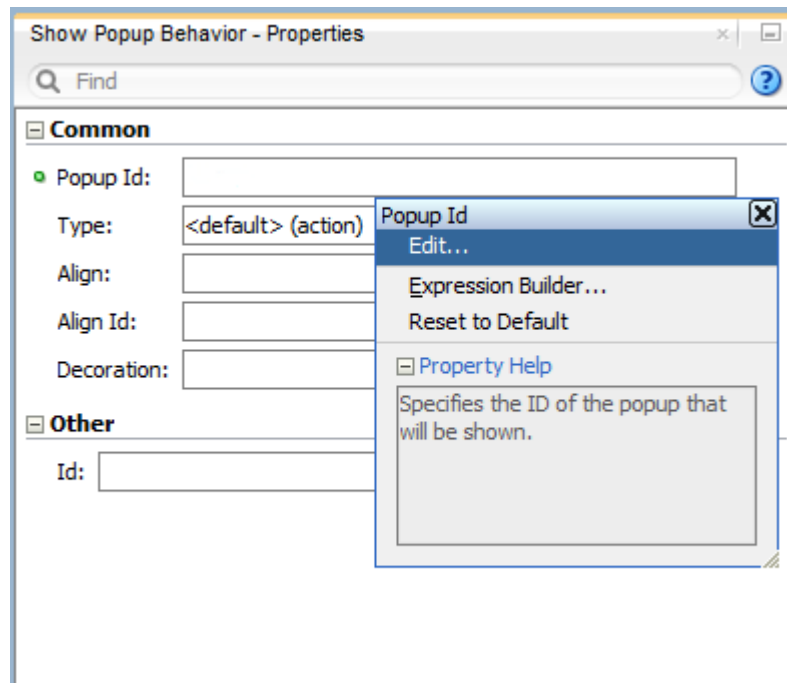 Show Popup Behavior - Properties
Find
Common
Popup Id:
Type: <default> (action)
Align:
Align Id:
Decoration:
Other
Id:
Popup Id
Edit...
Expression Builder...
Reset to Default
Property Help
Specifies the ID of the popup that
will be shown.